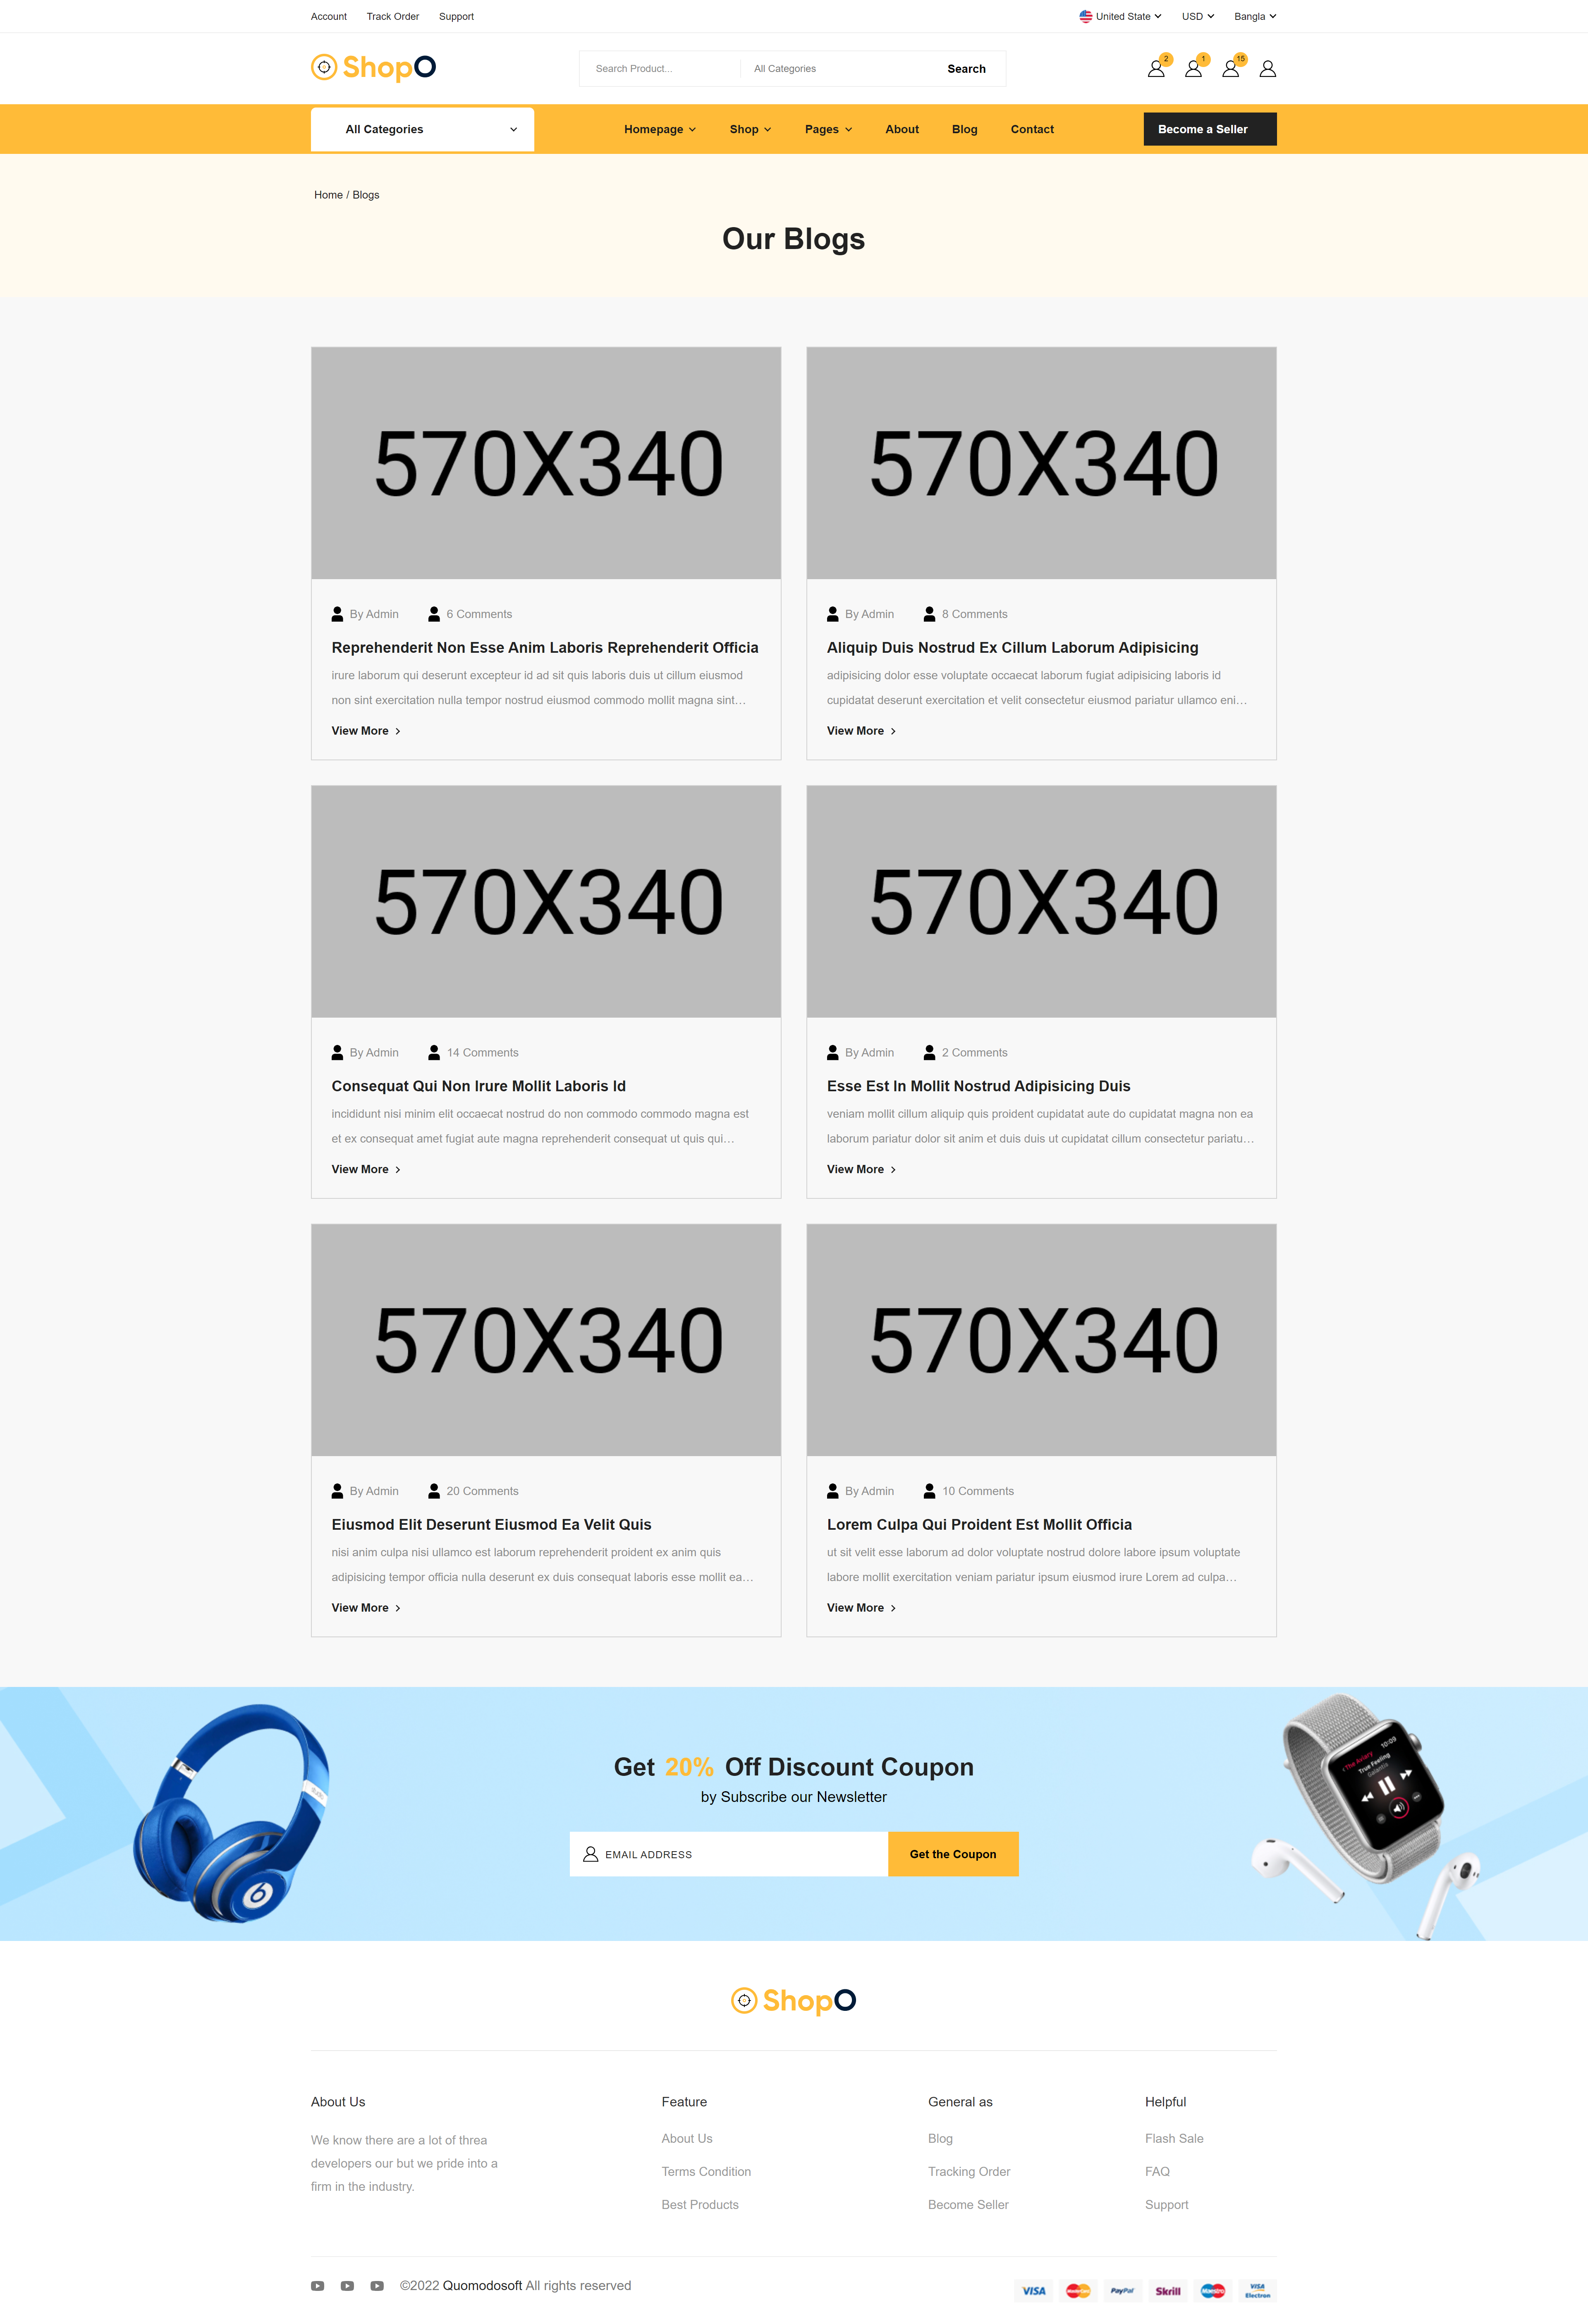 Account Track Order Support United State USD Bangla
ShopO Search Product... All Categories Search 2 1 15
All Categories Homepage Shop Pages About Blog Contact Become a Seller
Home / Blogs
Our Blogs
570X340 570X340
By Admin 6 Comments
Reprehenderit Non Esse Anim Laboris Reprehenderit Officia
irure laborum qui deserunt excepteur id ad sit quis laboris duis ut cillum eiusmod
non sint exercitation nulla tempor nostrud eiusmod commodo mollit magna sint…
View More
By Admin 8 Comments
Aliquip Duis Nostrud Ex Cillum Laborum Adipisicing
adipisicing dolor esse voluptate occaecat laborum fugiat adipisicing laboris id
cupidatat deserunt exercitation et velit consectetur eiusmod pariatur ullamco eni…
View More
570X340 570X340
By Admin 14 Comments
Consequat Qui Non Irure Mollit Laboris Id
incididunt nisi minim elit occaecat nostrud do non commodo commodo magna est
et ex consequat amet fugiat aute magna reprehenderit consequat ut quis qui…
View More
By Admin 2 Comments
Esse Est In Mollit Nostrud Adipisicing Duis
veniam mollit cillum aliquip quis proident cupidatat aute do cupidatat magna non ea
laborum pariatur dolor sit anim et duis duis ut cupidatat cillum consectetur pariatu…
View More
570X340 570X340
By Admin 20 Comments
Eiusmod Elit Deserunt Eiusmod Ea Velit Quis
nisi anim culpa nisi ullamco est laborum reprehenderit proident ex anim quis
adipisicing tempor officia nulla deserunt ex duis consequat laboris esse mollit ea…
View More
By Admin 10 Comments
Lorem Culpa Qui Proident Est Mollit Officia
ut sit velit esse laborum ad dolor voluptate nostrud dolore labore ipsum voluptate
labore mollit exercitation veniam pariatur ipsum eiusmod irure Lorem ad culpa…
View More
Get 20% Off Discount Coupon
by Subscribe our Newsletter
EMAIL ADDRESS Get the Coupon
10:09
True Feeling
Galantis
ShopO
About Us
We know there are a lot of threa
developers our but we pride into a
firm in the industry.
Feature
About Us
Terms Condition
Best Products
General as
Blog
Tracking Order
Become Seller
Helpful
Flash Sale
FAQ
Support
©2022 Quomodosoft All rights reserved
VISA MasterCard PayPal Skrill Maestro VISA Electron